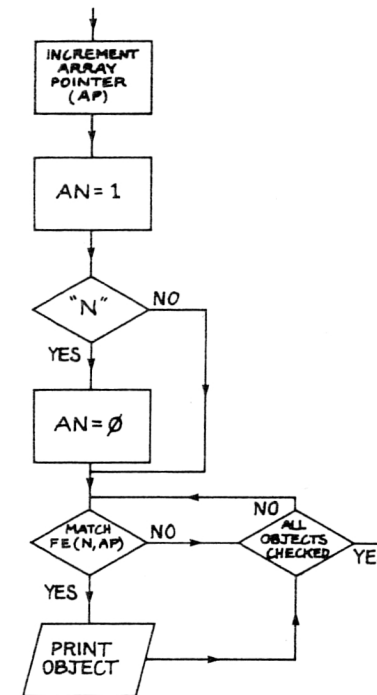 INCREMENT
ARRAY
POINTER
(AP)
AN = 1
"N"
NO
YES
AN = Ø
NO
MATCH
FE(N,AP)
NO
ALL
OBJECTS
CHECKED
YE
YES
PRINT
OBJECT